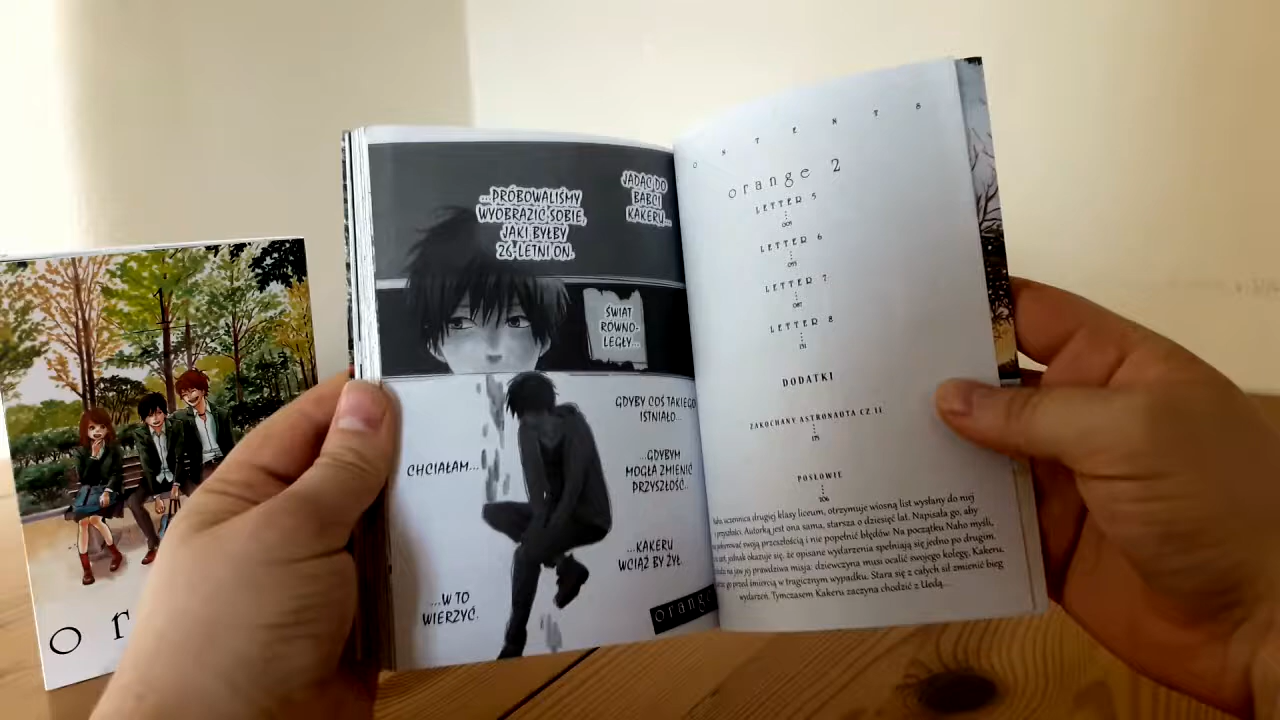 JADĄC DO
BABCI
KAKERU...
...PRÓBOWALIŚMY
WYOBRAZIĆ SOBIE,
JAKI BYŁBY
26-LETNI ON.
ŚWIAT
RÓWNO-
LEGŁY...
GDYBY COŚ TAKIEGO
ISTNIAŁO...
...GDYBYM
MOGŁA ZMIENIĆ
PRZYSZŁOŚĆ...
...KAKERU
WCIĄŻ BY ŻYŁ.
CHCIAŁAM...
...W TO
WIERZYĆ.
orange
O N T E N T S
orange 2
LETTER 5
LETTER 6
LETTER 7
LETTER 8
DODATKI
ZAKOCHANY ASTRONAUTA CZ II
175
POSŁOWIE
206
uczennica drugiej klasy liceum, otrzymuje wiosną list wysłany do niej
przyszłości. Autorką jest ona sama, starsza o dziesięć lat. Napisała go, aby
swoją przeszłością i nie popełnić błędów. Na początku Naho myśli,
jednak okazuje się, że opisane wydarzenia spełniają się jedno po drugim.
jej prawdziwa misja: dziewczyna musi ocalić swojego kolegę, Kakeru,
go przed śmiercią w tragicznym wypadku. Stara się z całych sił zmienić bieg
wydarzeń. Tymczasem Kakeru zaczyna chodzić z Uedą...
o r